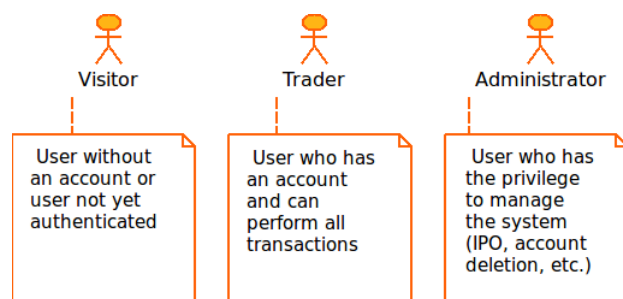 Visitor
Trader
Administrator
User without
an account or
user not yet
authenticated
User who has
an account
and can
perform all
transactions
User who has
the privilege
to manage
the system
(IPO, account
deletion, etc.)